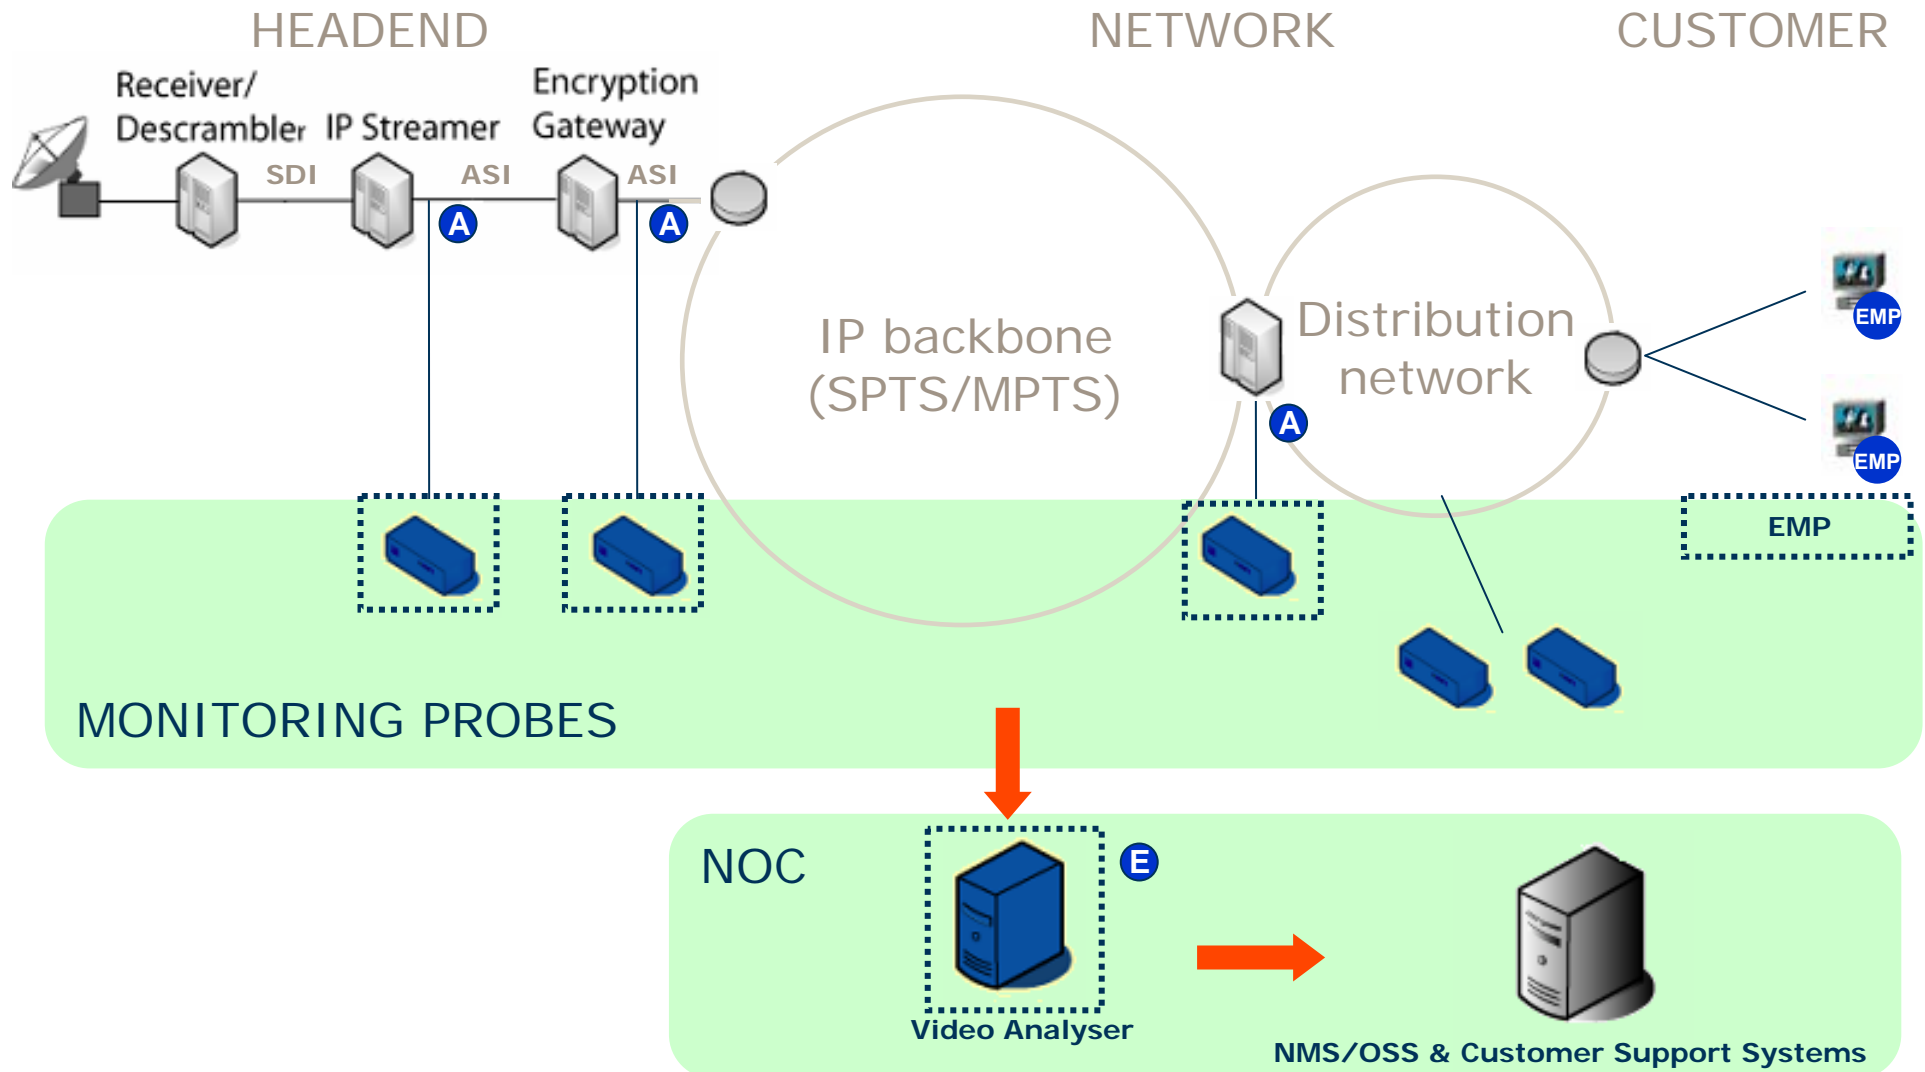 HEADEND
NETWORK
CUSTOMER
Receiver/
Descrambler
IP Streamer
Encryption
Gateway
SDI
ASI
ASI
A
A
IP backbone
(SPTS/MPTS)
Distribution
network
A
EMP
EMP
EMP
MONITORING PROBES
NOC
E
Video Analyser
NMS/OSS & Customer Support Systems